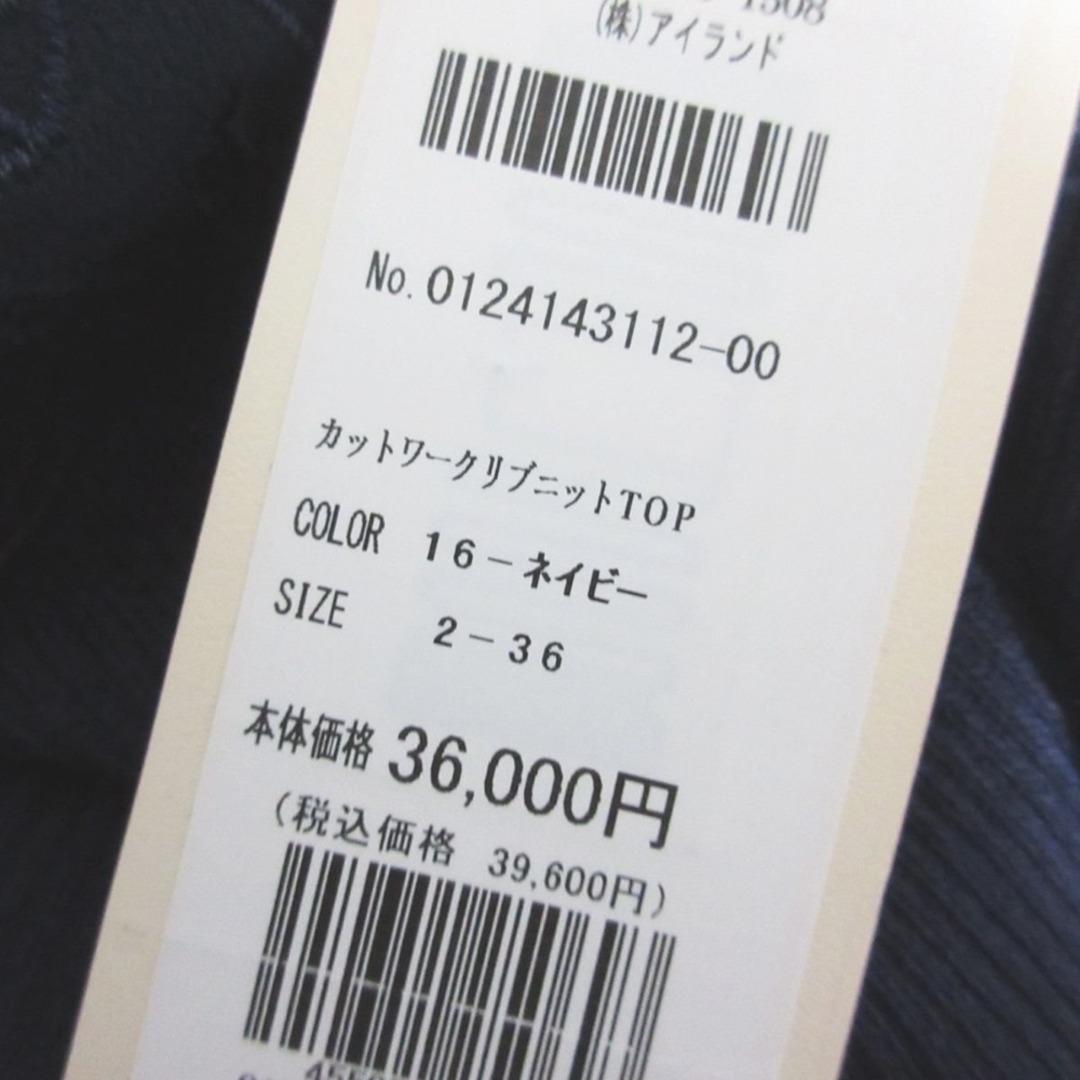 1508
(株)アイランド
No. 0124143112-00
カットワークリブニットTOP
COLOR 16-ネイビー
SIZE 2-36
本体価格 36,000円
(税込価格 39,600円)